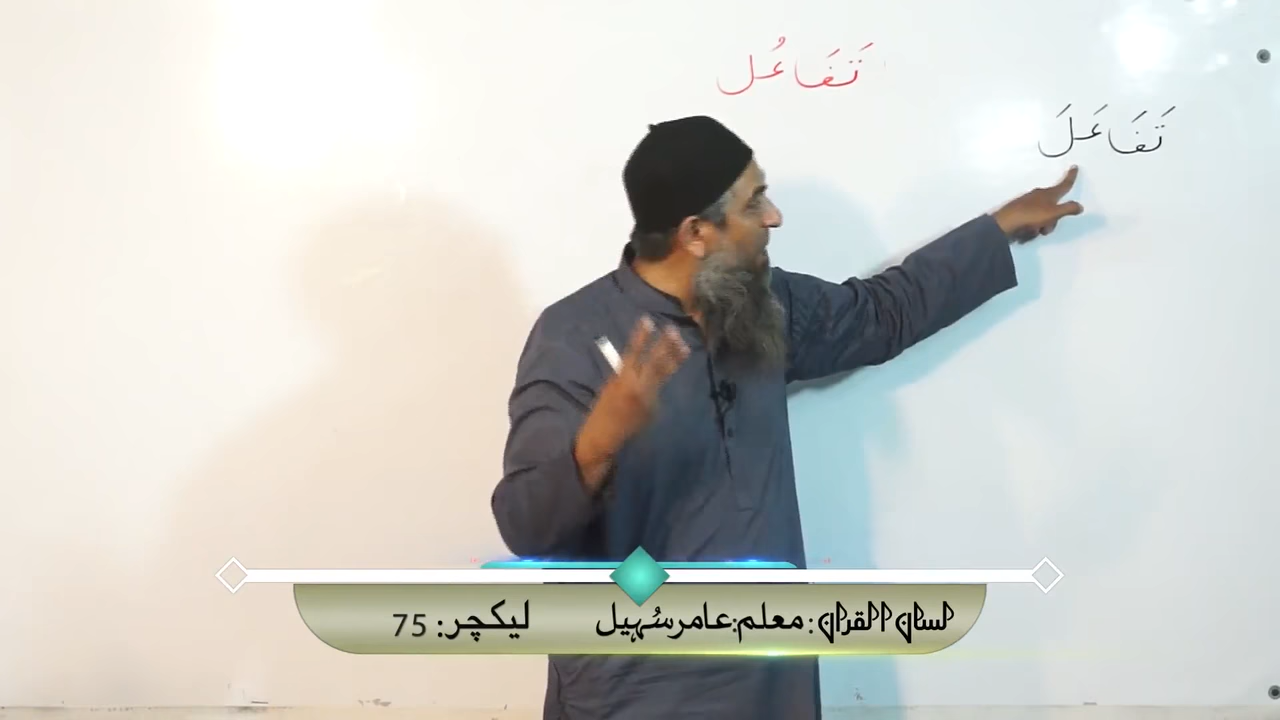 تَفَاعُل
تَفَاعَلَ
لسان القرآن : معلم:عامر سُہیل لیکچر: 75